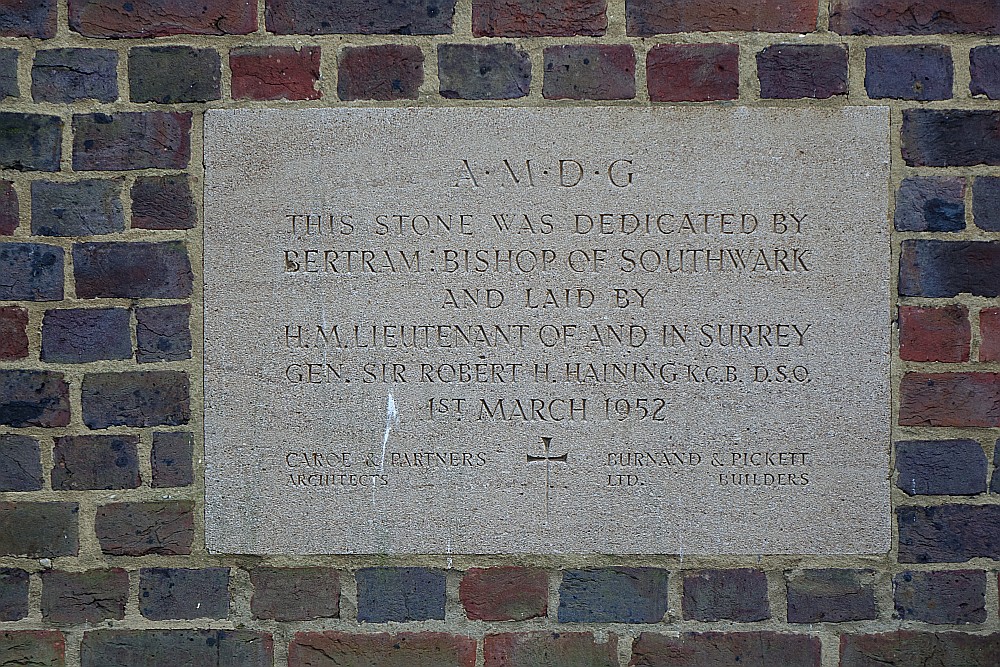 A·M·D·G
THIS STONE WAS DEDICATED BY
BERTRAM: BISHOP OF SOUTHWARK
AND LAID BY
H.M. LIEUTENANT OF AND IN SURREY
GEN. SIR ROBERT H. HAINING K.C.B. D.S.O.
1ST MARCH 1952
CAROE & PARTNERS
ARCHITECTS
BURNAND & PICKETT
LTD. BUILDERS